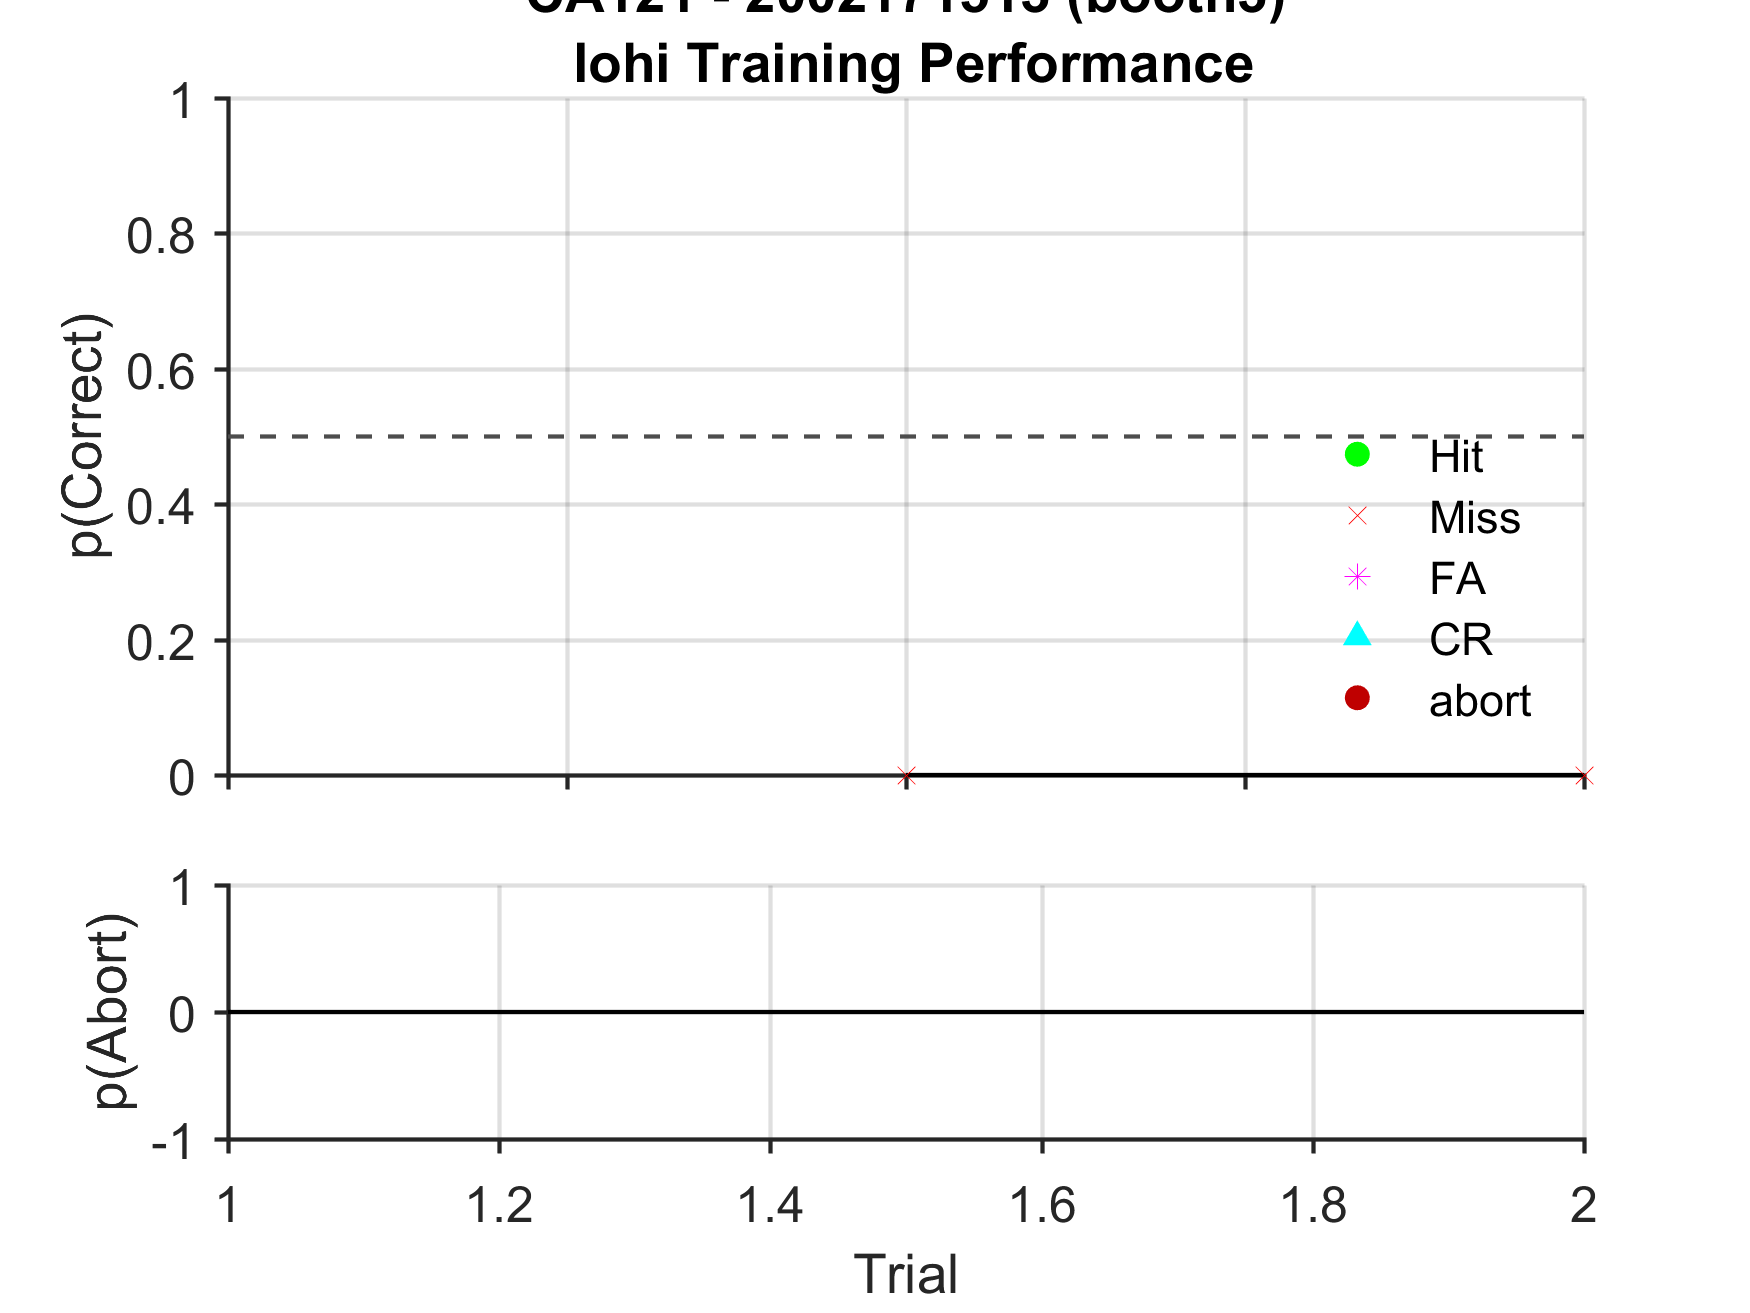 lohi Training Performance
1
0.8
0.6
0.4
0.2
0
p(Correct)
Hit
Miss
FA
CR
abort
1
0
-1
p(Abort)
1 1.2 1.4 1.6 1.8 2
Trial